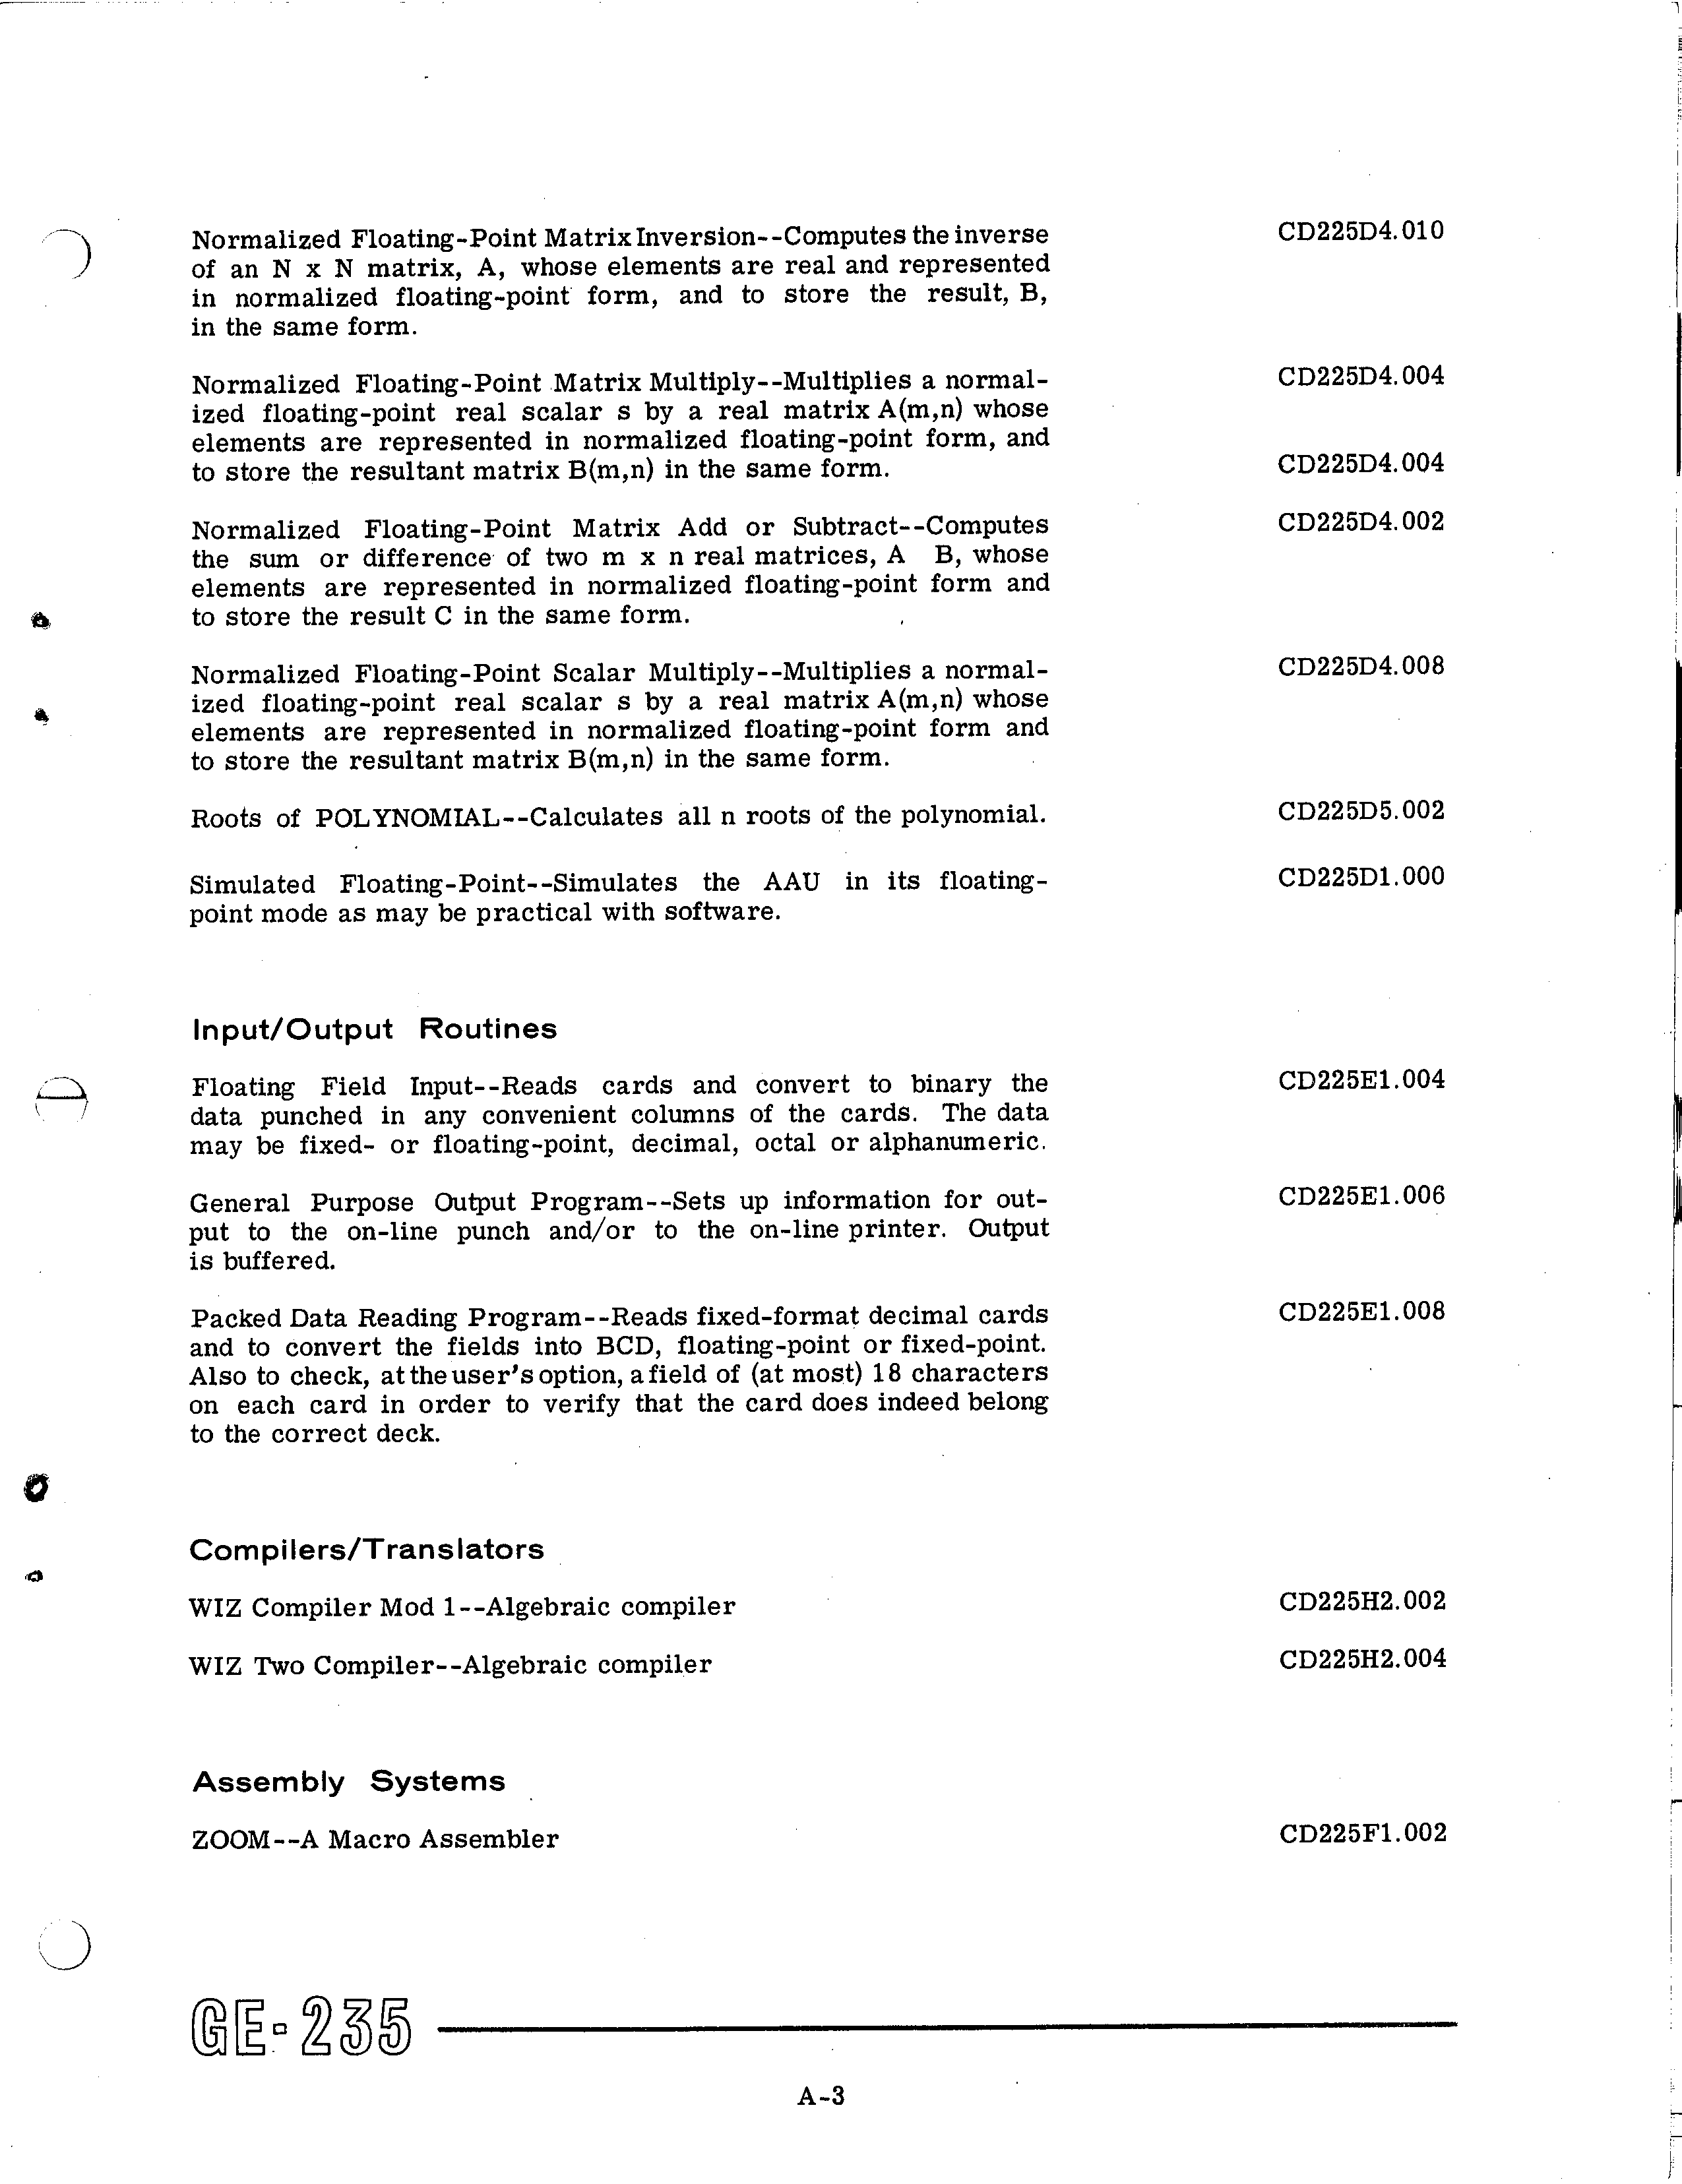 Normalized Floating-Point Matrix Inversion--Computes the inverse CD225D4.010
of an N x N matrix, A, whose elements are real and represented
in normalized floating-point form, and to store the result, B,
in the same form.
Normalized Floating-Point Matrix Multiply--Multiplies a normal- CD225D4.004
ized floating-point real scalar s by a real matrix A(m,n) whose
elements are represented in normalized floating-point form, and
to store the resultant matrix B(m,n) in the same form. CD225D4.004
Normalized Floating-Point Matrix Add or Subtract--Computes CD225D4.002
the sum or difference of two m x n real matrices, A B, whose
elements are represented in normalized floating-point form and
to store the result C in the same form.
Normalized Floating-Point Scalar Multiply--Multiplies a normal- CD225D4.008
ized floating-point real scalar s by a real matrix A(m,n) whose
elements are represented in normalized floating-point form and
to store the resultant matrix B(m,n) in the same form.
Roots of POLYNOMIAL--Calculates all n roots of the polynomial. CD225D5.002
Simulated Floating-Point--Simulates the AAU in its floating- CD225D1.000
point mode as may be practical with software.
Input/Output Routines
Floating Field Input--Reads cards and convert to binary the CD225E1.004
data punched in any convenient columns of the cards. The data
may be fixed- or floating-point, decimal, octal or alphanumeric.
General Purpose Output Program--Sets up information for out- CD225E1.006
put to the on-line punch and/or to the on-line printer. Output
is buffered.
Packed Data Reading Program--Reads fixed-format decimal cards CD225E1.008
and to convert the fields into BCD, floating-point or fixed-point.
Also to check, at the user's option, a field of (at most) 18 characters
on each card in order to verify that the card does indeed belong
to the correct deck.
Compilers/Translators
WIZ Compiler Mod 1--Algebraic compiler CD225H2.002
WIZ Two Compiler--Algebraic compiler CD225H2.004
Assembly Systems
ZOOM--A Macro Assembler CD225F1.002
GE-235
A-3